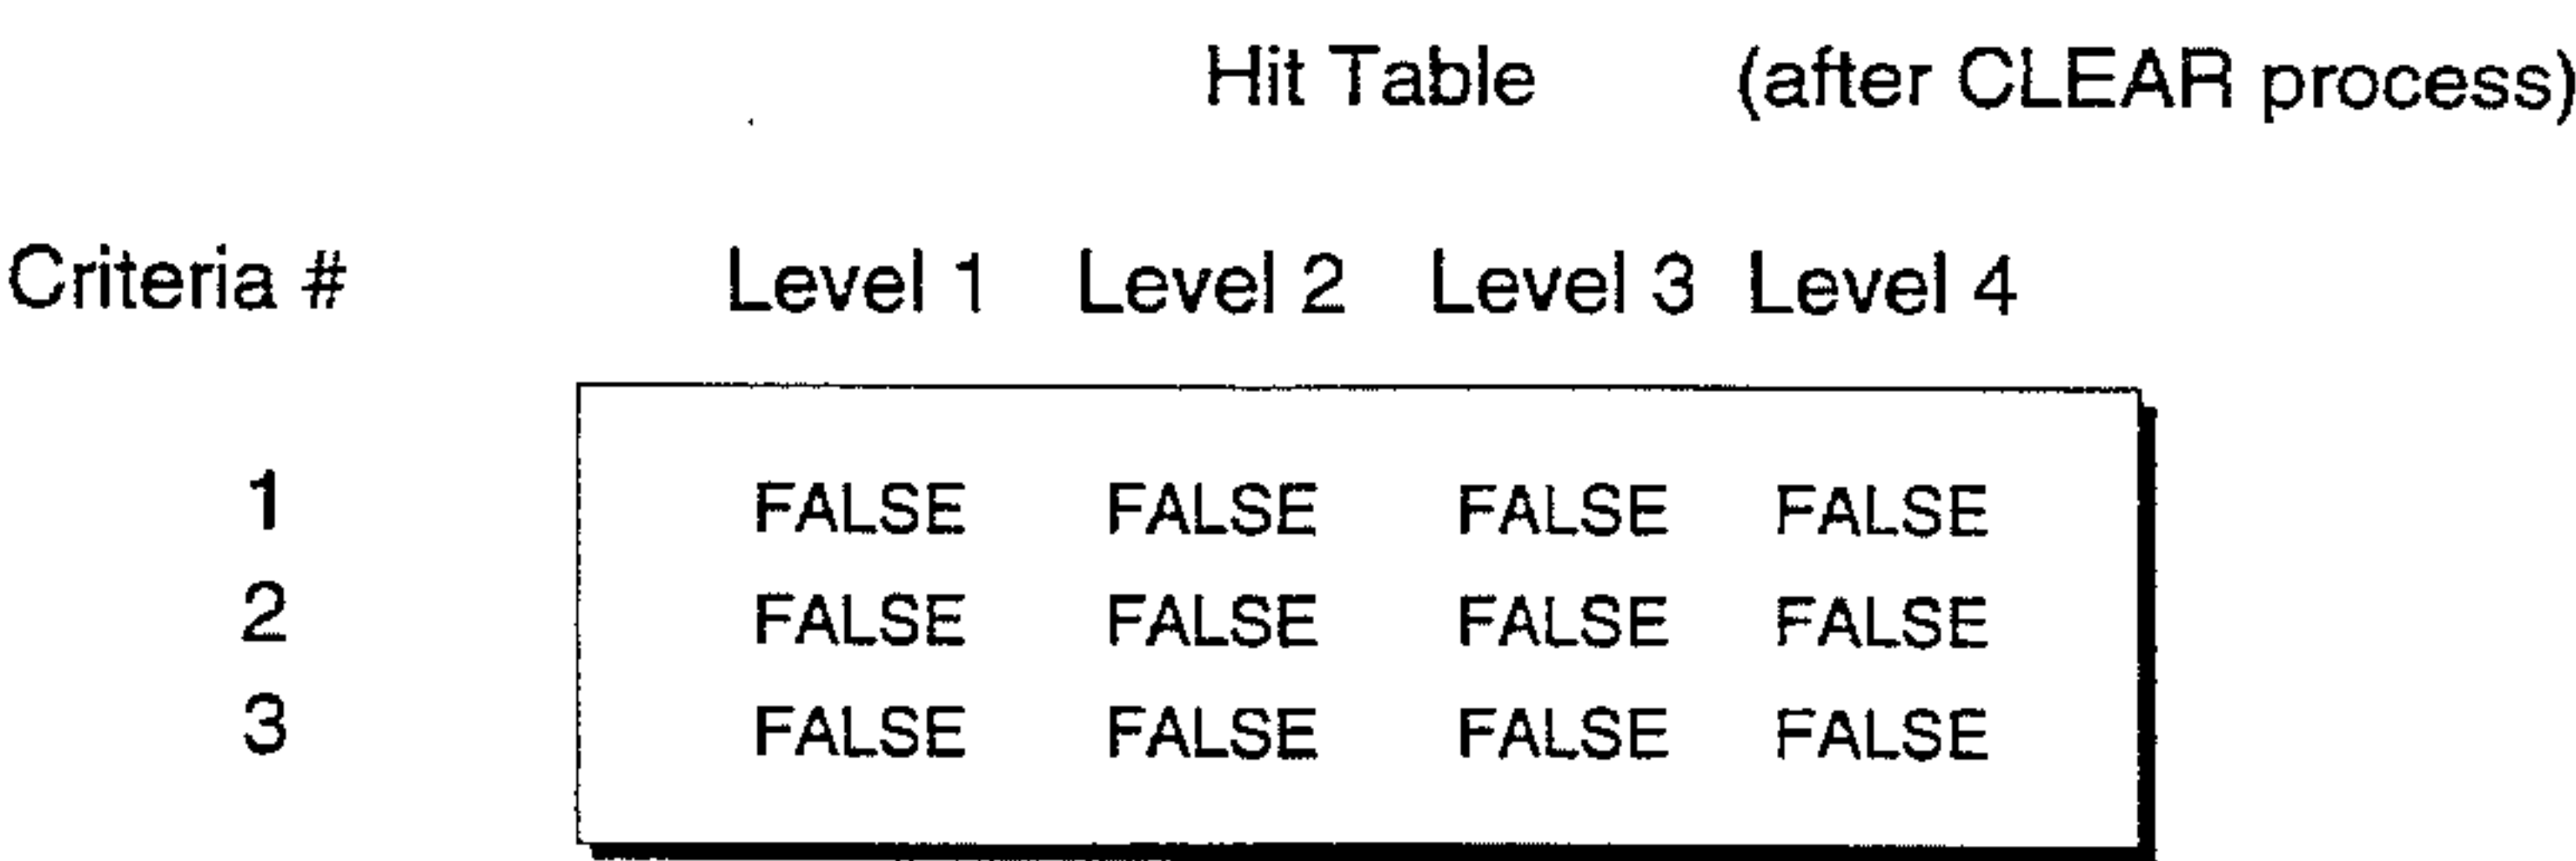 Hit Table (after CLEAR process)
Criteria # Level 1 Level 2 Level 3 Level 4
1 FALSE FALSE FALSE FALSE
2 FALSE FALSE FALSE FALSE
3 FALSE FALSE FALSE FALSE